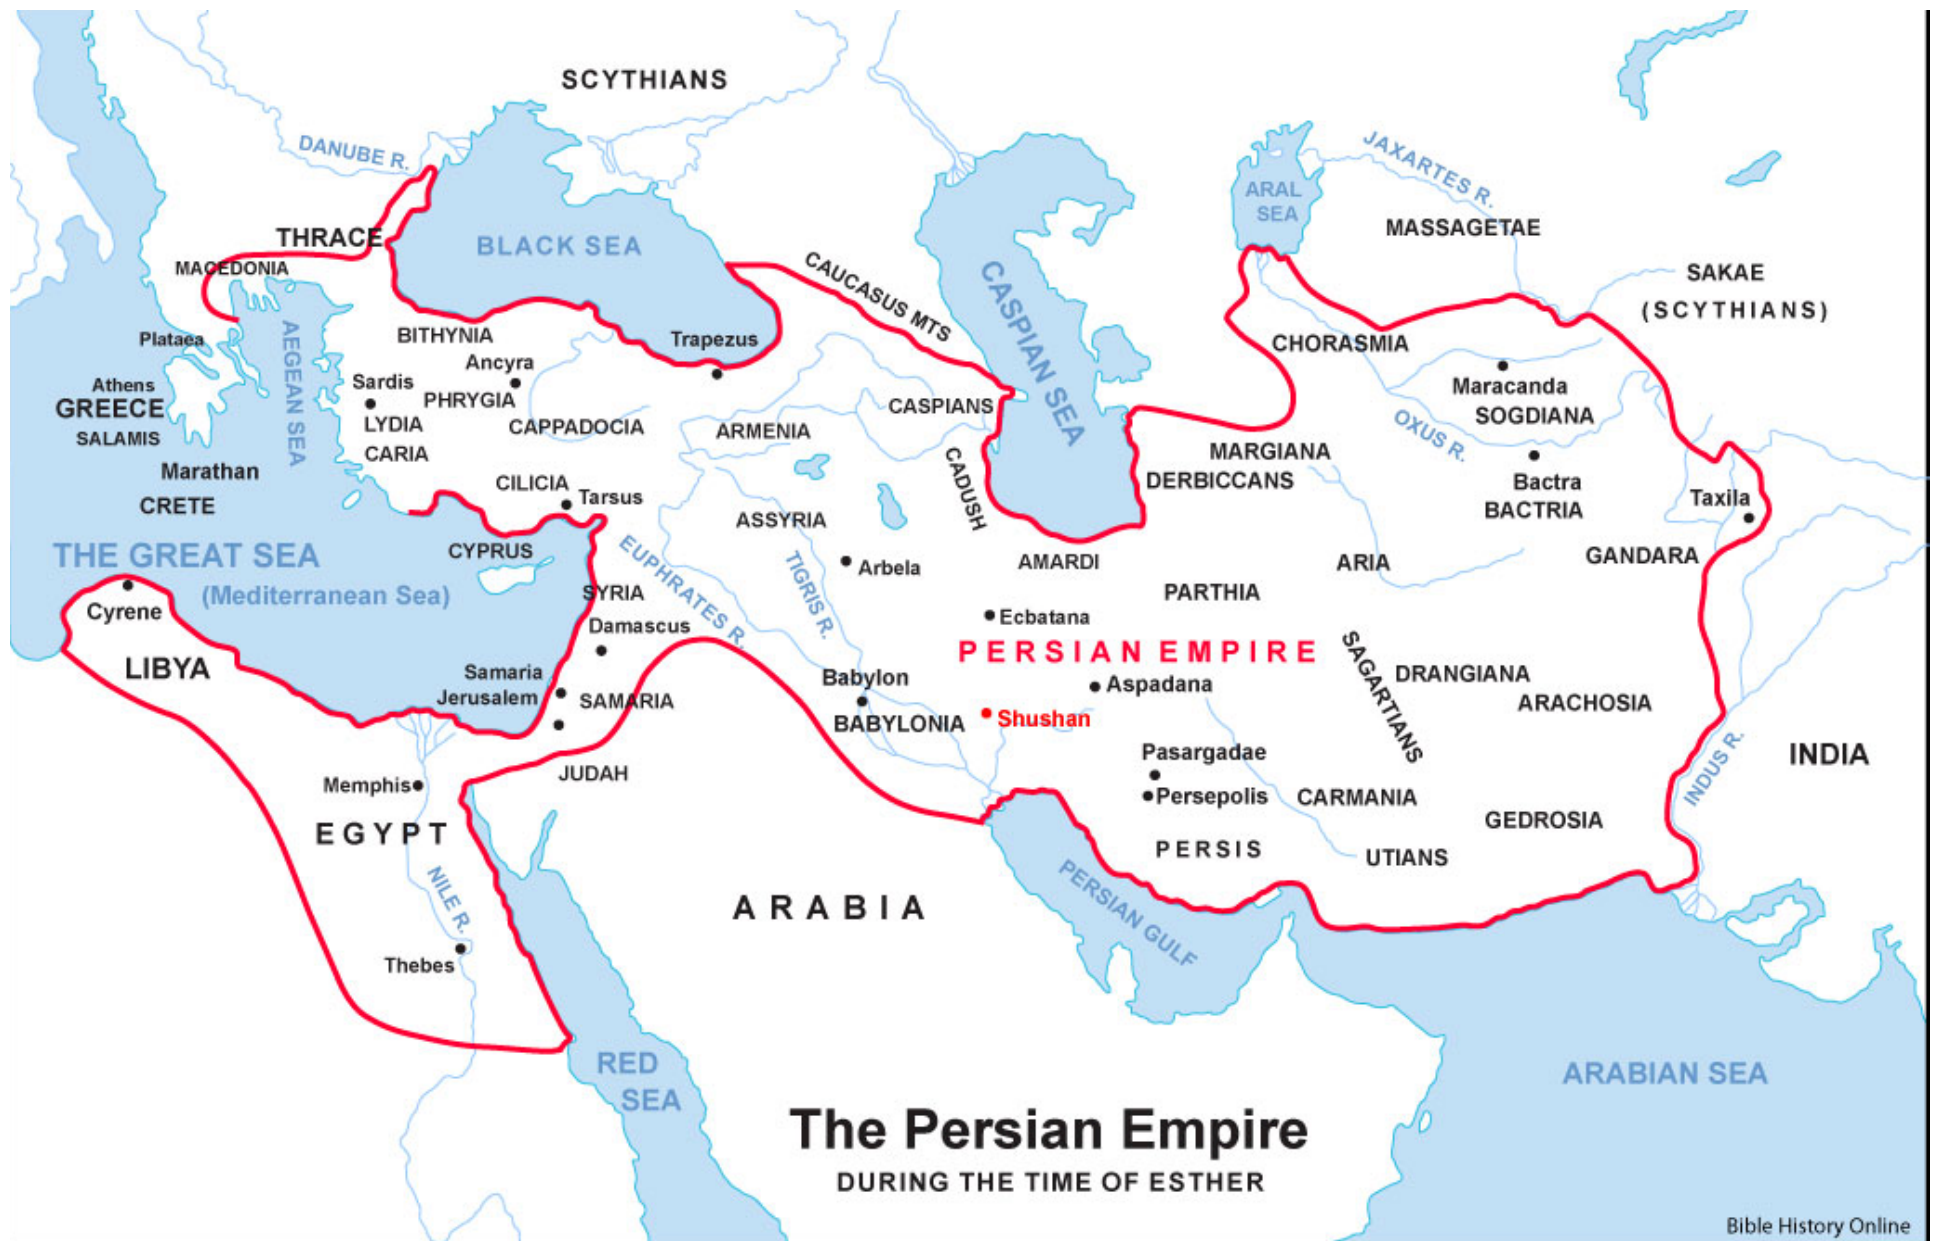 SCYTHIANS
DANUBE R.
JAXARTES R.
ARAL
SEA
MASSAGETAE
THRACE
BLACK SEA
MACEDONIA
CAUCASUS MTS
CASPIAN SEA
SAKAE
(SCYTHIANS)
Plataea
AEGEAN SEA
BITHYNIA
Trapezus
CHORASMIA
Ancyra
Athens
Sardis
PHRYGIA
Maracanda
GREECE
LYDIA
CAPPADOCIA
ARMENIA
CASPIANS
SOGDIANA
OXUS R.
SALAMIS
CARIA
MARGIANA
Marathan
CILICIA
Tarsus
CADUSH
DERBICCANS
Bactra
BACTRIA
Taxila
CRETE
ASSYRIA
THE GREAT SEA
(Mediterranean Sea)
CYPRUS
EUPHRATES R.
TIGRIS R.
Arbela
AMARDI
ARIA
GANDARA
Cyrene
SYRIA
PARTHIA
Damascus
Ecbatana
PERSIAN EMPIRE
LIBYA
Samaria
Jerusalem
SAMARIA
Babylon
BABYLONIA
Aspadana
Shushan
SAGARTIANS
DRANGIANA
ARACHOSIA
INDIA
INDUS R.
JUDAH
Pasargadae
Persepolis
CARMANIA
Memphis
EGYPT
GEDROSIA
PERSIS
UTIANS
NILE R.
PERSIAN GULF
ARABIA
Thebes
RED
SEA
ARABIAN SEA
The Persian Empire
DURING THE TIME OF ESTHER
Bible History Online